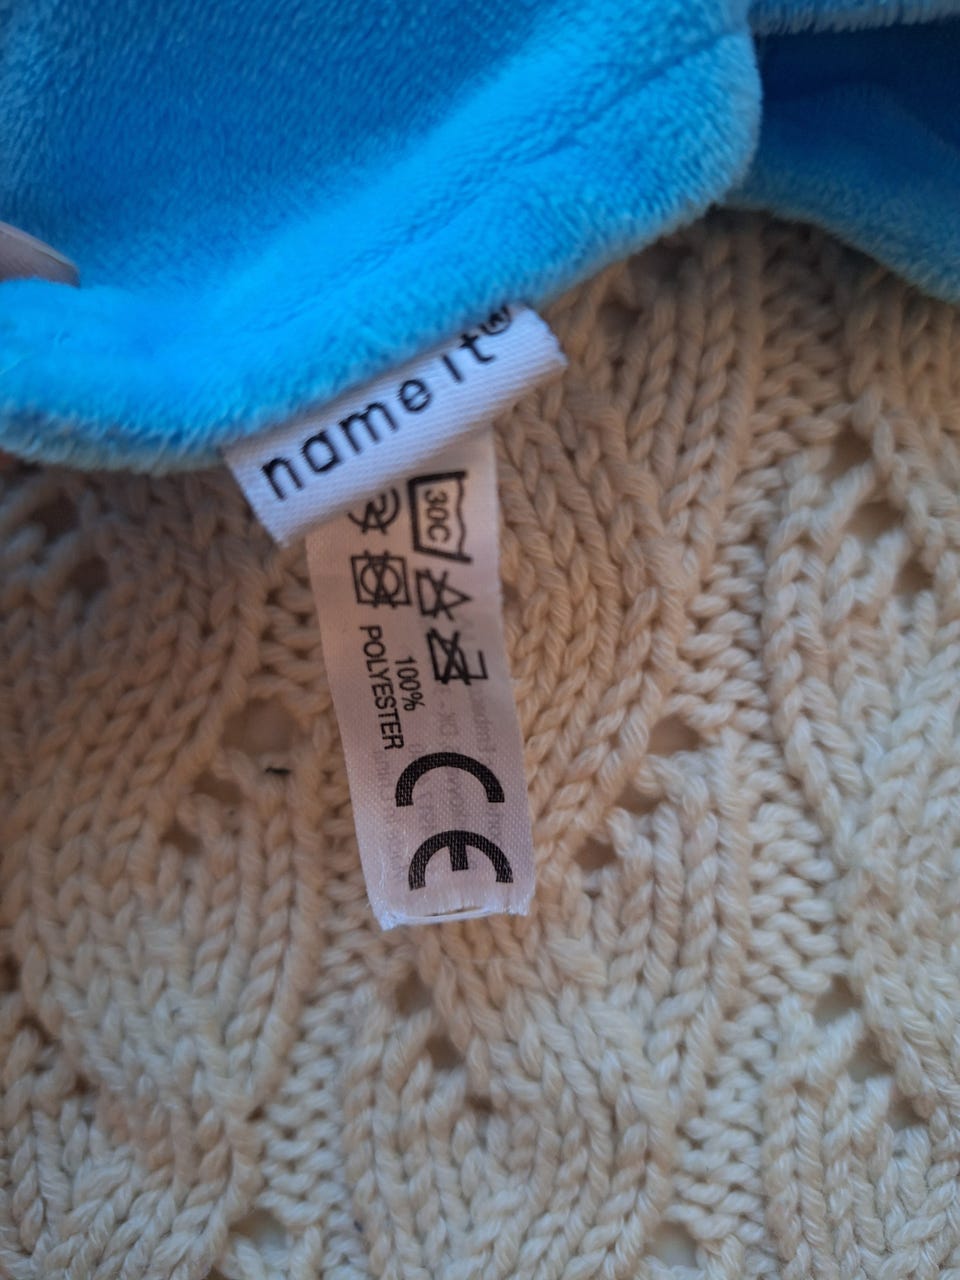 name it®
30C
100%
POLYESTER
CE